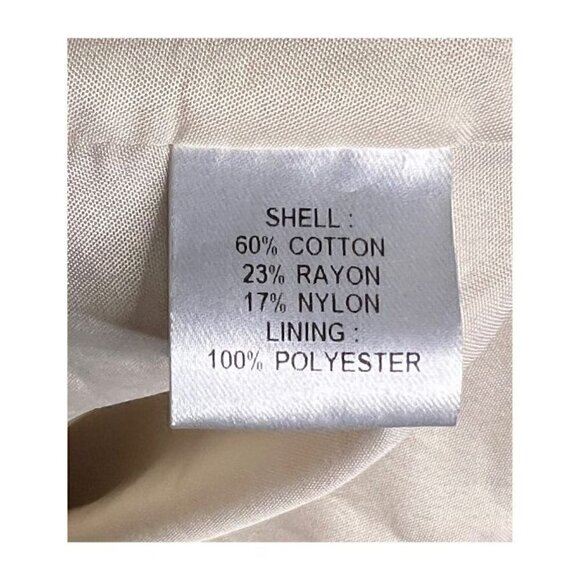 SHELL :
60% COTTON
23% RAYON
17% NYLON
LINING :
100% POLYESTER